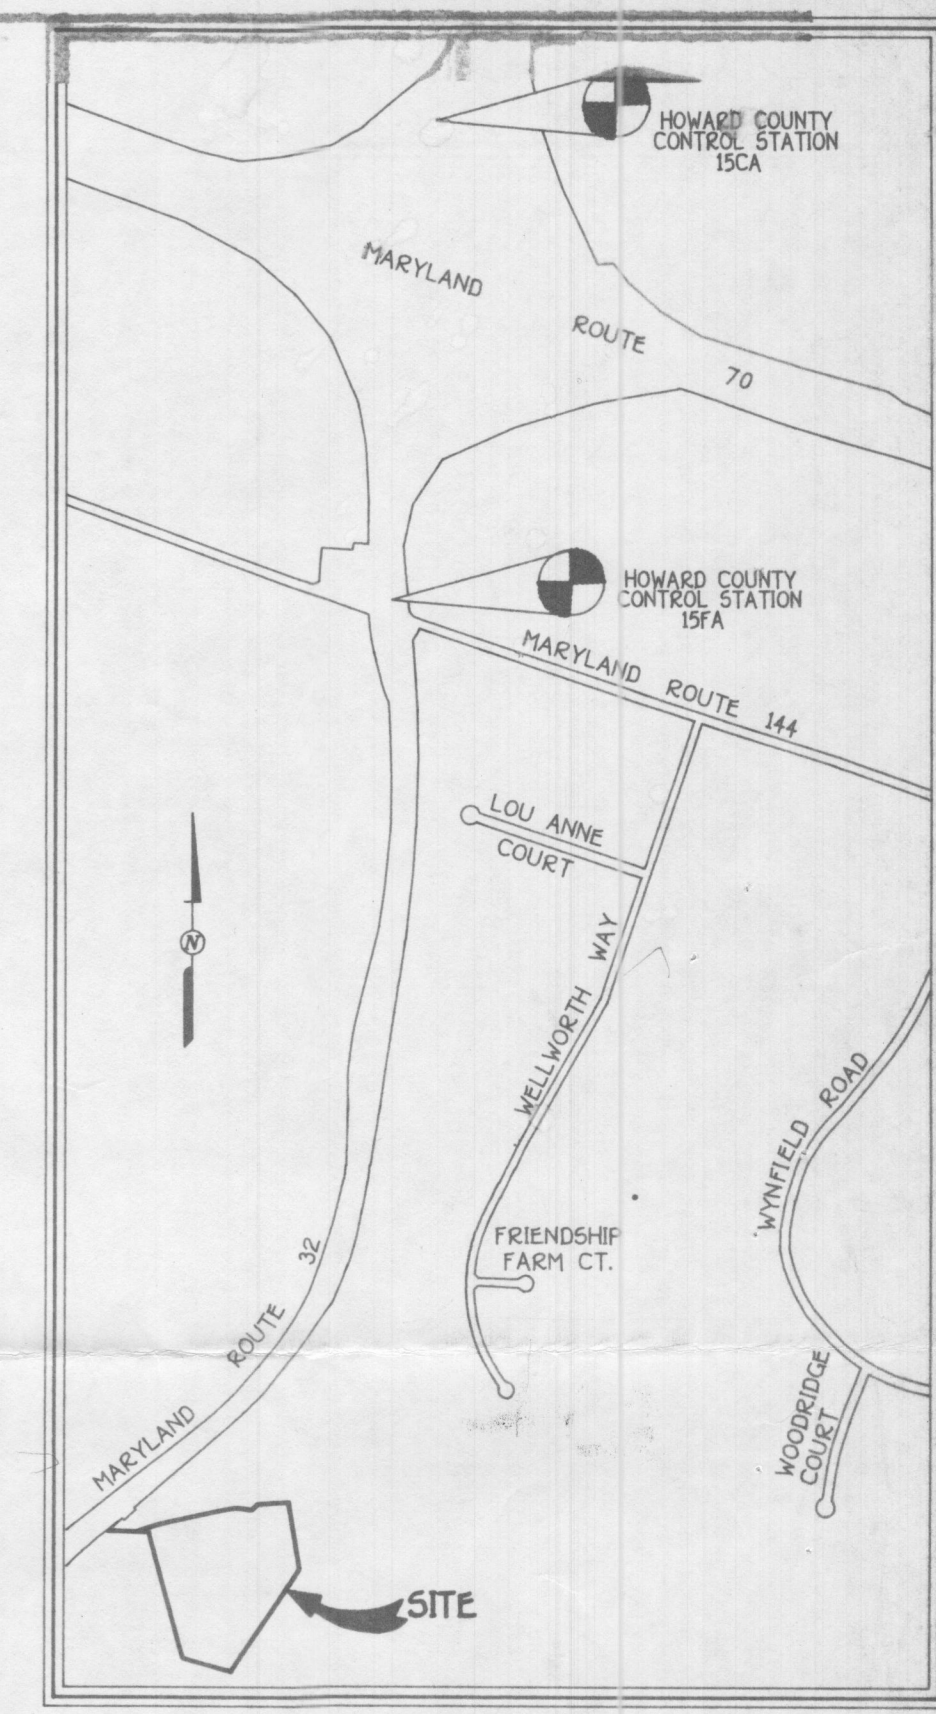 HOWARD COUNTY
CONTROL STATION
15CA
MARYLAND ROUTE 70
HOWARD COUNTY
CONTROL STATION
15FA
MARYLAND ROUTE 144
LOU ANNE
COURT
N
WELLWORTH WAY
WYNFIELD ROAD
FRIENDSHIP
FARM CT.
MARYLAND ROUTE 32
WOODRIDGE
COURT
SITE